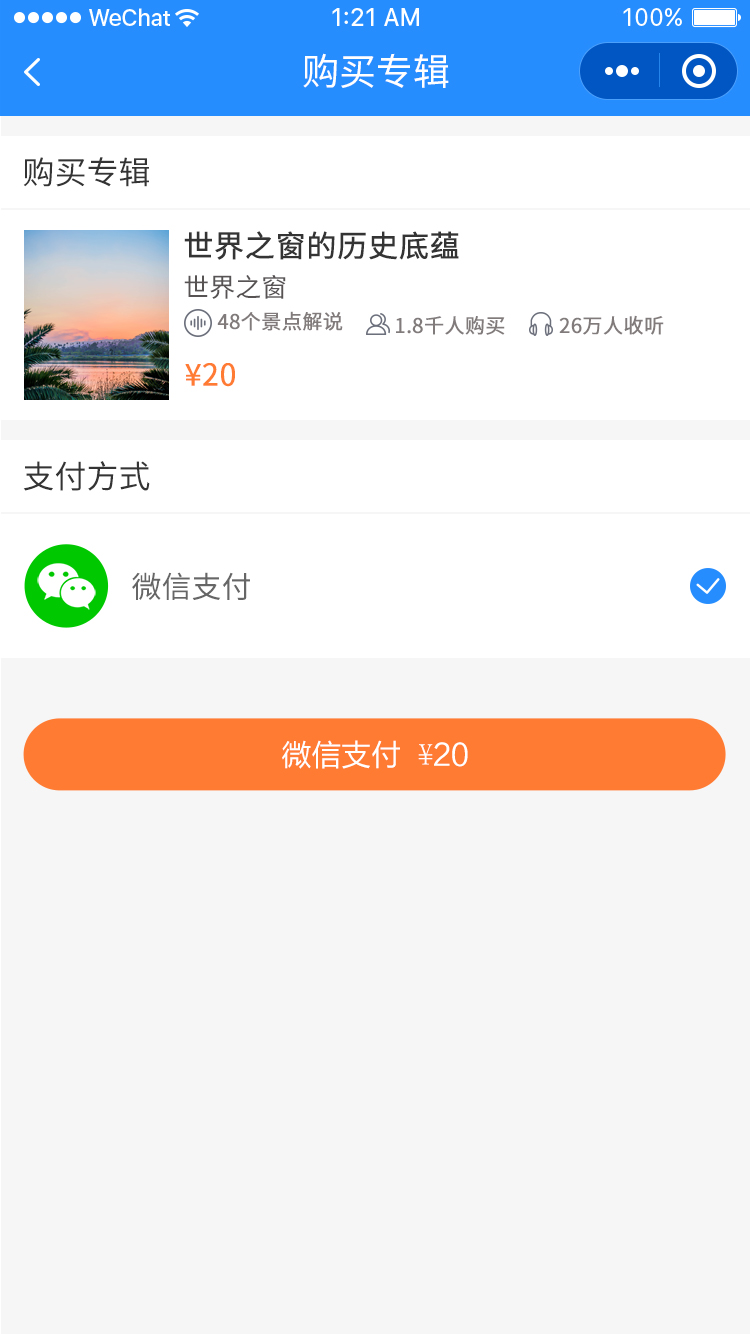 WeChat 1:21 AM 100%
购买专辑
购买专辑
世界之窗的历史底蕴
世界之窗
48个景点解说 1.8千人购买 26万人收听
¥20
支付方式
微信支付
微信支付 ¥20